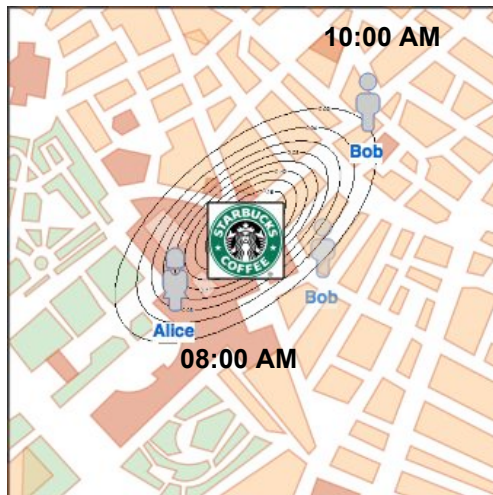 10:00 AM
Bob
STARBUCKS
COFFEE
Bob
Alice
08:00 AM